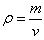 ρ = m/v